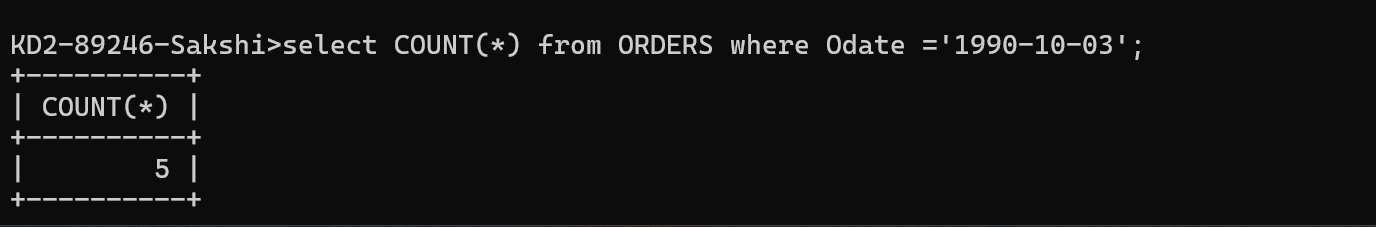 KD2-89246-Sakshi>select COUNT(*) from ORDERS where Odate ='1990-10-03';
+----------+
| COUNT(*) |
+----------+
|        5 |
+----------+